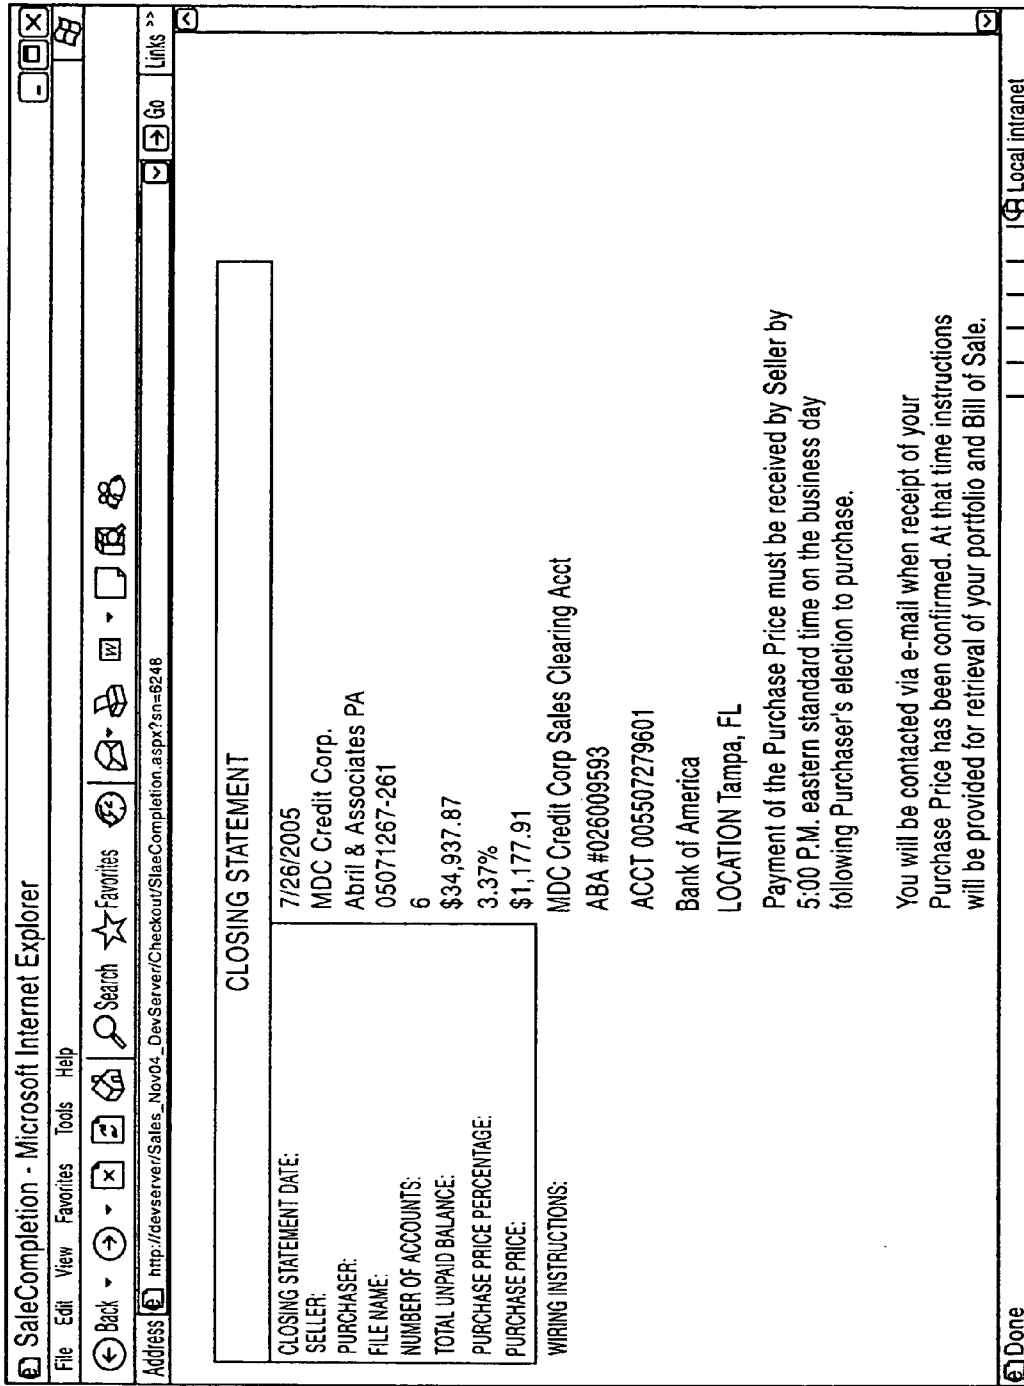 SaleCompletion - Microsoft Internet Explorer
File Edit View Favorites Tools Help
Back Search Favorites
Address http://devserver/Sales_Nov04_DevServer/Checkout/SlaeCompletion.aspx?sn=6248 Go Links >>
CLOSING STATEMENT
CLOSING STATEMENT DATE: 7/26/2005
SELLER: MDC Credit Corp.
PURCHASER: Abril & Associates PA
FILE NAME: 05071267-261
NUMBER OF ACCOUNTS: 6
TOTAL UNPAID BALANCE: $34,937.87
PURCHASE PRICE PERCENTAGE: 3.37%
PURCHASE PRICE: $1,177.91
WIRING INSTRUCTIONS: MDC Credit Corp Sales Clearing Acct
ABA #026009593
ACCT 005507279601
Bank of America
LOCATION Tampa, FL
Payment of the Purchase Price must be received by Seller by
5:00 P.M. eastern standard time on the business day
following Purchaser's election to purchase.
You will be contacted via e-mail when receipt of your
Purchase Price has been confirmed. At that time instructions
will be provided for retrieval of your portfolio and Bill of Sale.
Done Local intranet